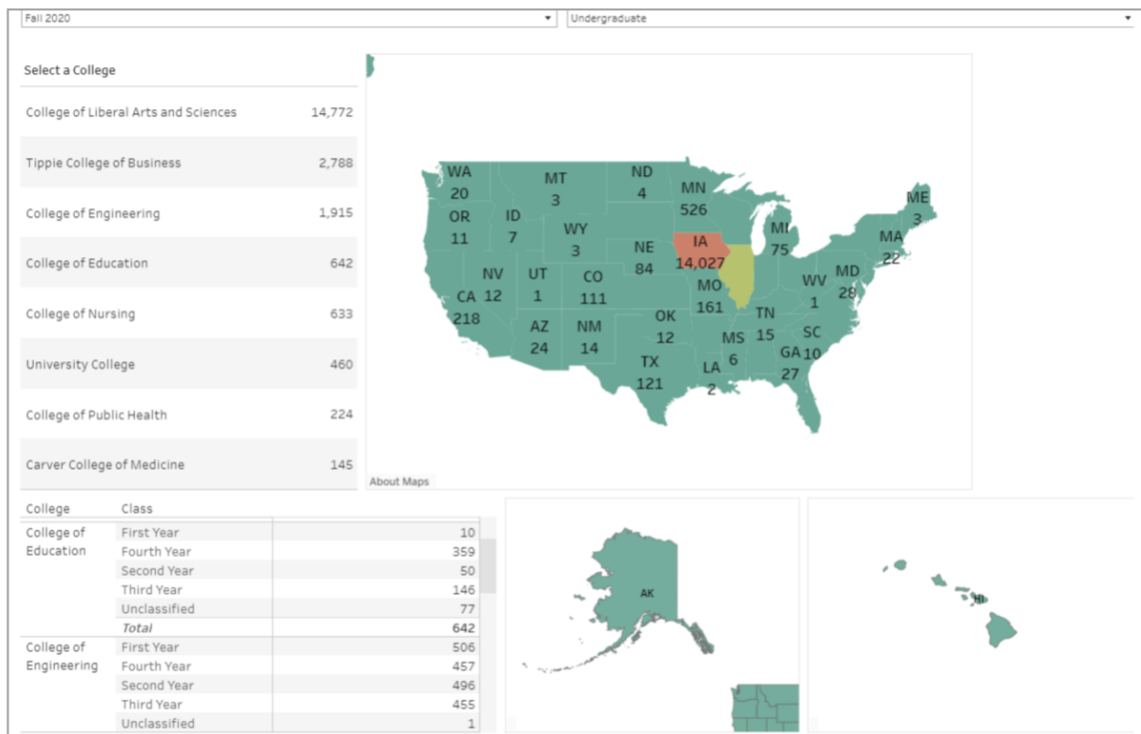 Fall 2020
Undergraduate
Select a College
College of Liberal Arts and Sciences 14,772
Tippie College of Business 2,788
College of Engineering 1,915
College of Education 642
College of Nursing 633
University College 460
College of Public Health 224
Carver College of Medicine 145
WA
20
MT
3
ND
4
MN
526
OR
11
ID
7
WY
3
NE
84
IA
14,027
MI
75
ME
3
MA
22
NV
12
UT
1
CO
111
MO
161
WV
1
MD
28
CA
218
AZ
24
NM
14
OK
12
TN
15
MS
6
SC
10
GA
27
TX
121
LA
2
About Maps
College Class
College of Education
First Year 10
Fourth Year 359
Second Year 50
Third Year 146
Unclassified 77
Total 642
College of Engineering
First Year 506
Fourth Year 457
Second Year 496
Third Year 455
Unclassified 1
AK
HI